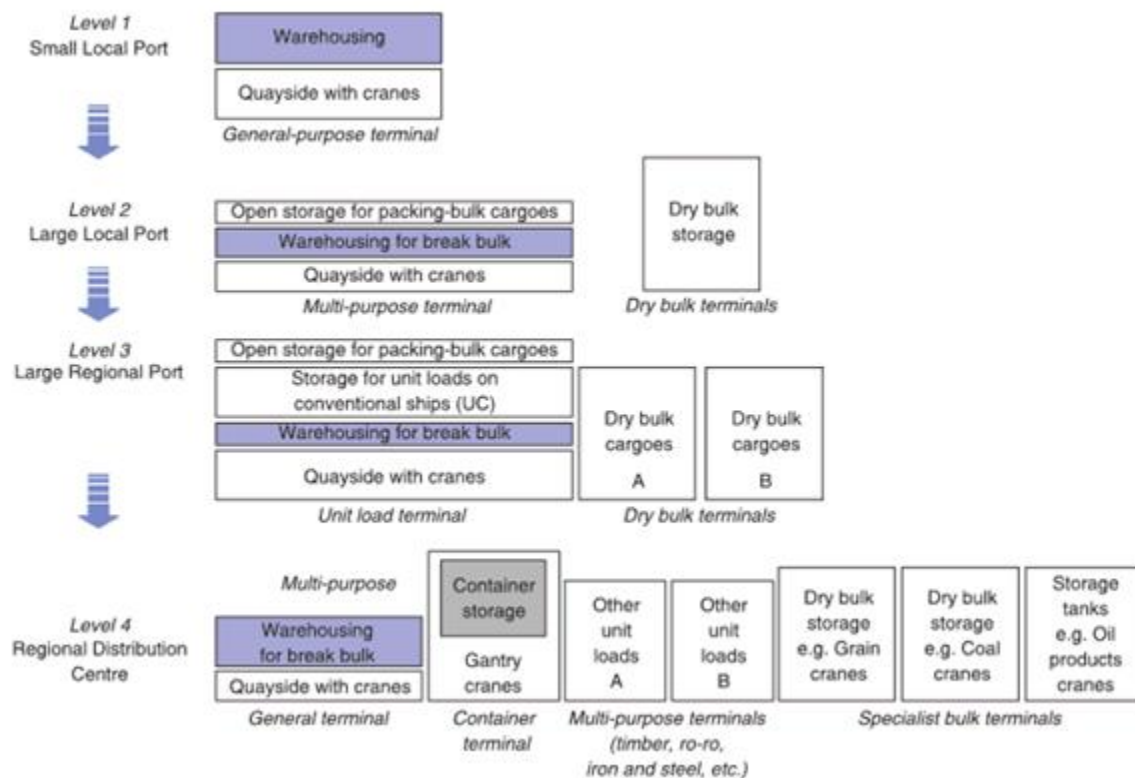 Level 1
Small Local Port
Warehousing
Quayside with cranes
General-purpose terminal
Level 2
Large Local Port
Open storage for packing-bulk cargoes
Warehousing for break bulk
Quayside with cranes
Multi-purpose terminal
Dry bulk
storage
Dry bulk terminals
Level 3
Large Regional Port
Open storage for packing-bulk cargoes
Storage for unit loads on
conventional ships (UC)
Warehousing for break bulk
Quayside with cranes
Unit load terminal
Dry bulk
cargoes
A
Dry bulk
cargoes
B
Dry bulk terminals
Level 4
Regional Distribution
Centre
Multi-purpose
Warehousing
for break bulk
Quayside with cranes
General terminal
Container
storage
Gantry
cranes
Container
terminal
Other
unit
loads
A
Other
unit
loads
B
Multi-purpose terminals
(timber, ro-ro,
iron and steel, etc.)
Dry bulk
storage
e.g. Grain
cranes
Dry bulk
storage
e.g. Coal
cranes
Storage
tanks
e.g. Oil
products
cranes
Specialist bulk terminals